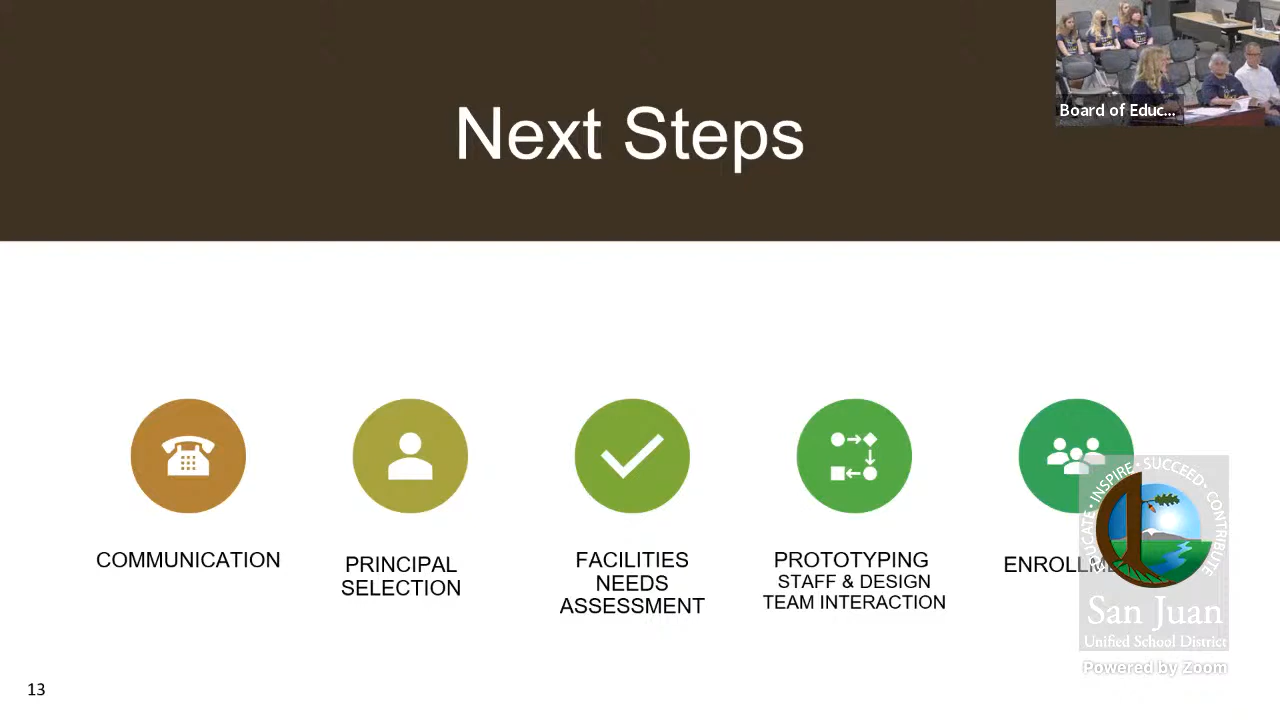 Next Steps
Board of Educ...
COMMUNICATION
PRINCIPAL
SELECTION
FACILITIES
NEEDS
ASSESSMENT
PROTOTYPING
STAFF & DESIGN
TEAM INTERACTION
EDUCATE • INSPIRE • SUCCEED • CONTRIBUTE
San Juan
Unified School District
Powered by Zoom
13